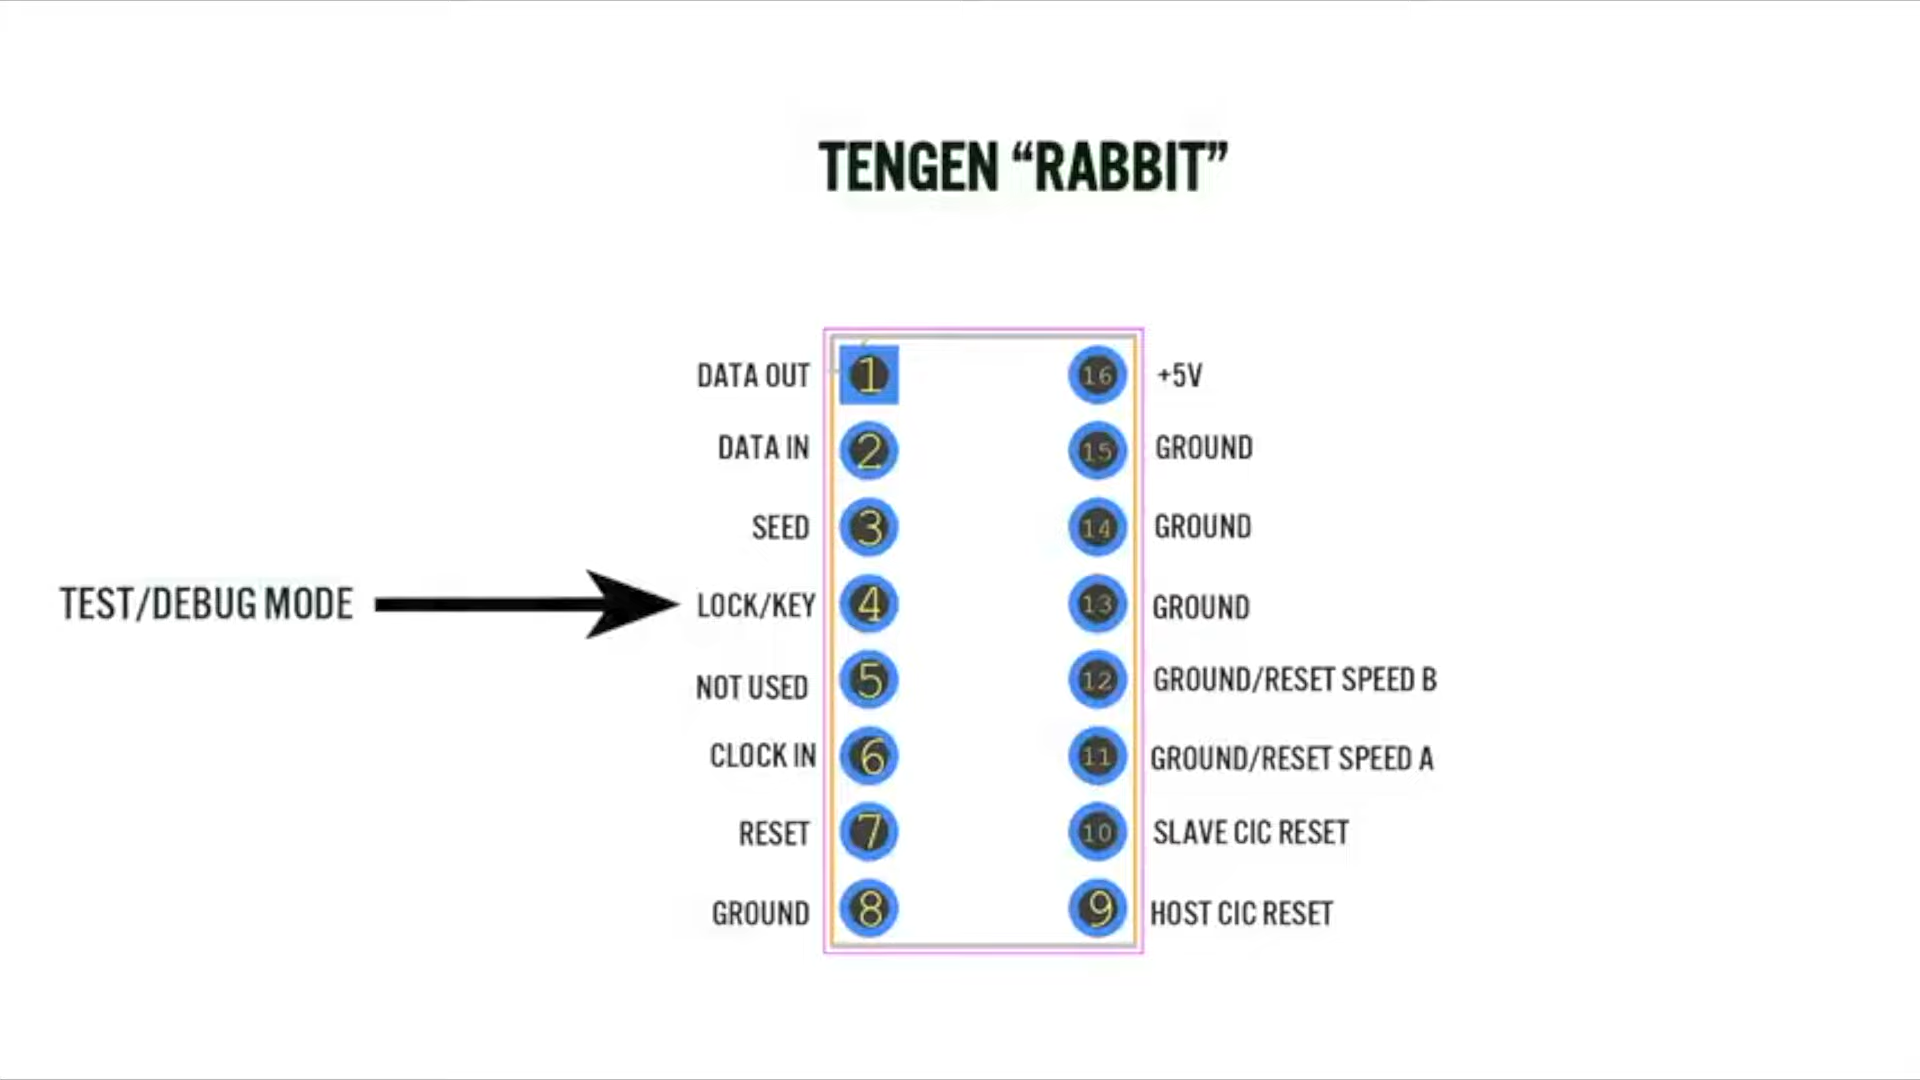 TENGEN “RABBIT”
DATA OUT 1 16 +5V
DATA IN 2 15 GROUND
SEED 3 14 GROUND
TEST/DEBUG MODE LOCK/KEY 4 13 GROUND
NOT USED 5 12 GROUND/RESET SPEED B
CLOCK IN 6 11 GROUND/RESET SPEED A
RESET 7 10 SLAVE CIC RESET
GROUND 8 9 HOST CIC RESET